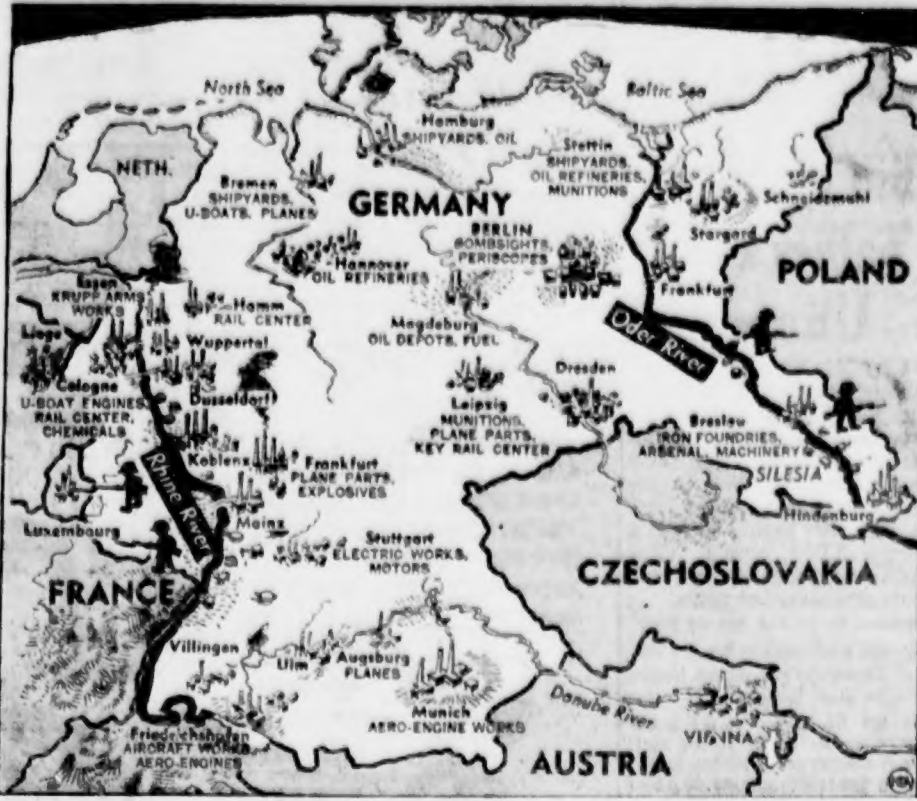 North Sea
Baltic Sea
Hamburg
SHIPYARDS, OIL
Stettin
SHIPYARDS,
OIL REFINERIES,
MUNITIONS
NETH.
Bremen
SHIPYARDS,
U-BOATS, PLANES
GERMANY
Schneidemuhl
Stargard
BERLIN
BOMBSIGHTS,
PERISCOPES
Hannover
OIL REFINERIES
POLAND
Frankfurt
Essen
KRUPP ARMS
WORKS
Hamm
RAIL CENTER
Magdeburg
OIL DEPOTS, FUEL
Oder River
Liege
Wuppertal
Cologne
U-BOAT ENGINES,
RAIL CENTER,
CHEMICALS
Dusseldorf
Dresden
Leipzig
MUNITIONS,
PLANE PARTS,
KEY RAIL CENTER
Breslau
IRON FOUNDRIES,
ARSENAL, MACHINERY
SILESIA
Koblenz
Frankfurt
PLANE PARTS,
EXPLOSIVES
Rhine River
Hindenburg
Luxembourg
Mainz
Stuttgart
ELECTRIC WORKS,
MOTORS
CZECHOSLOVAKIA
FRANCE
Villingen
Ulm
Augsburg
PLANES
Munich
AERO-ENGINE WORKS
Danube River
VIENNA
Friedrichshafen
AIRCRAFT WORKS,
AERO-ENGINES
AUSTRIA